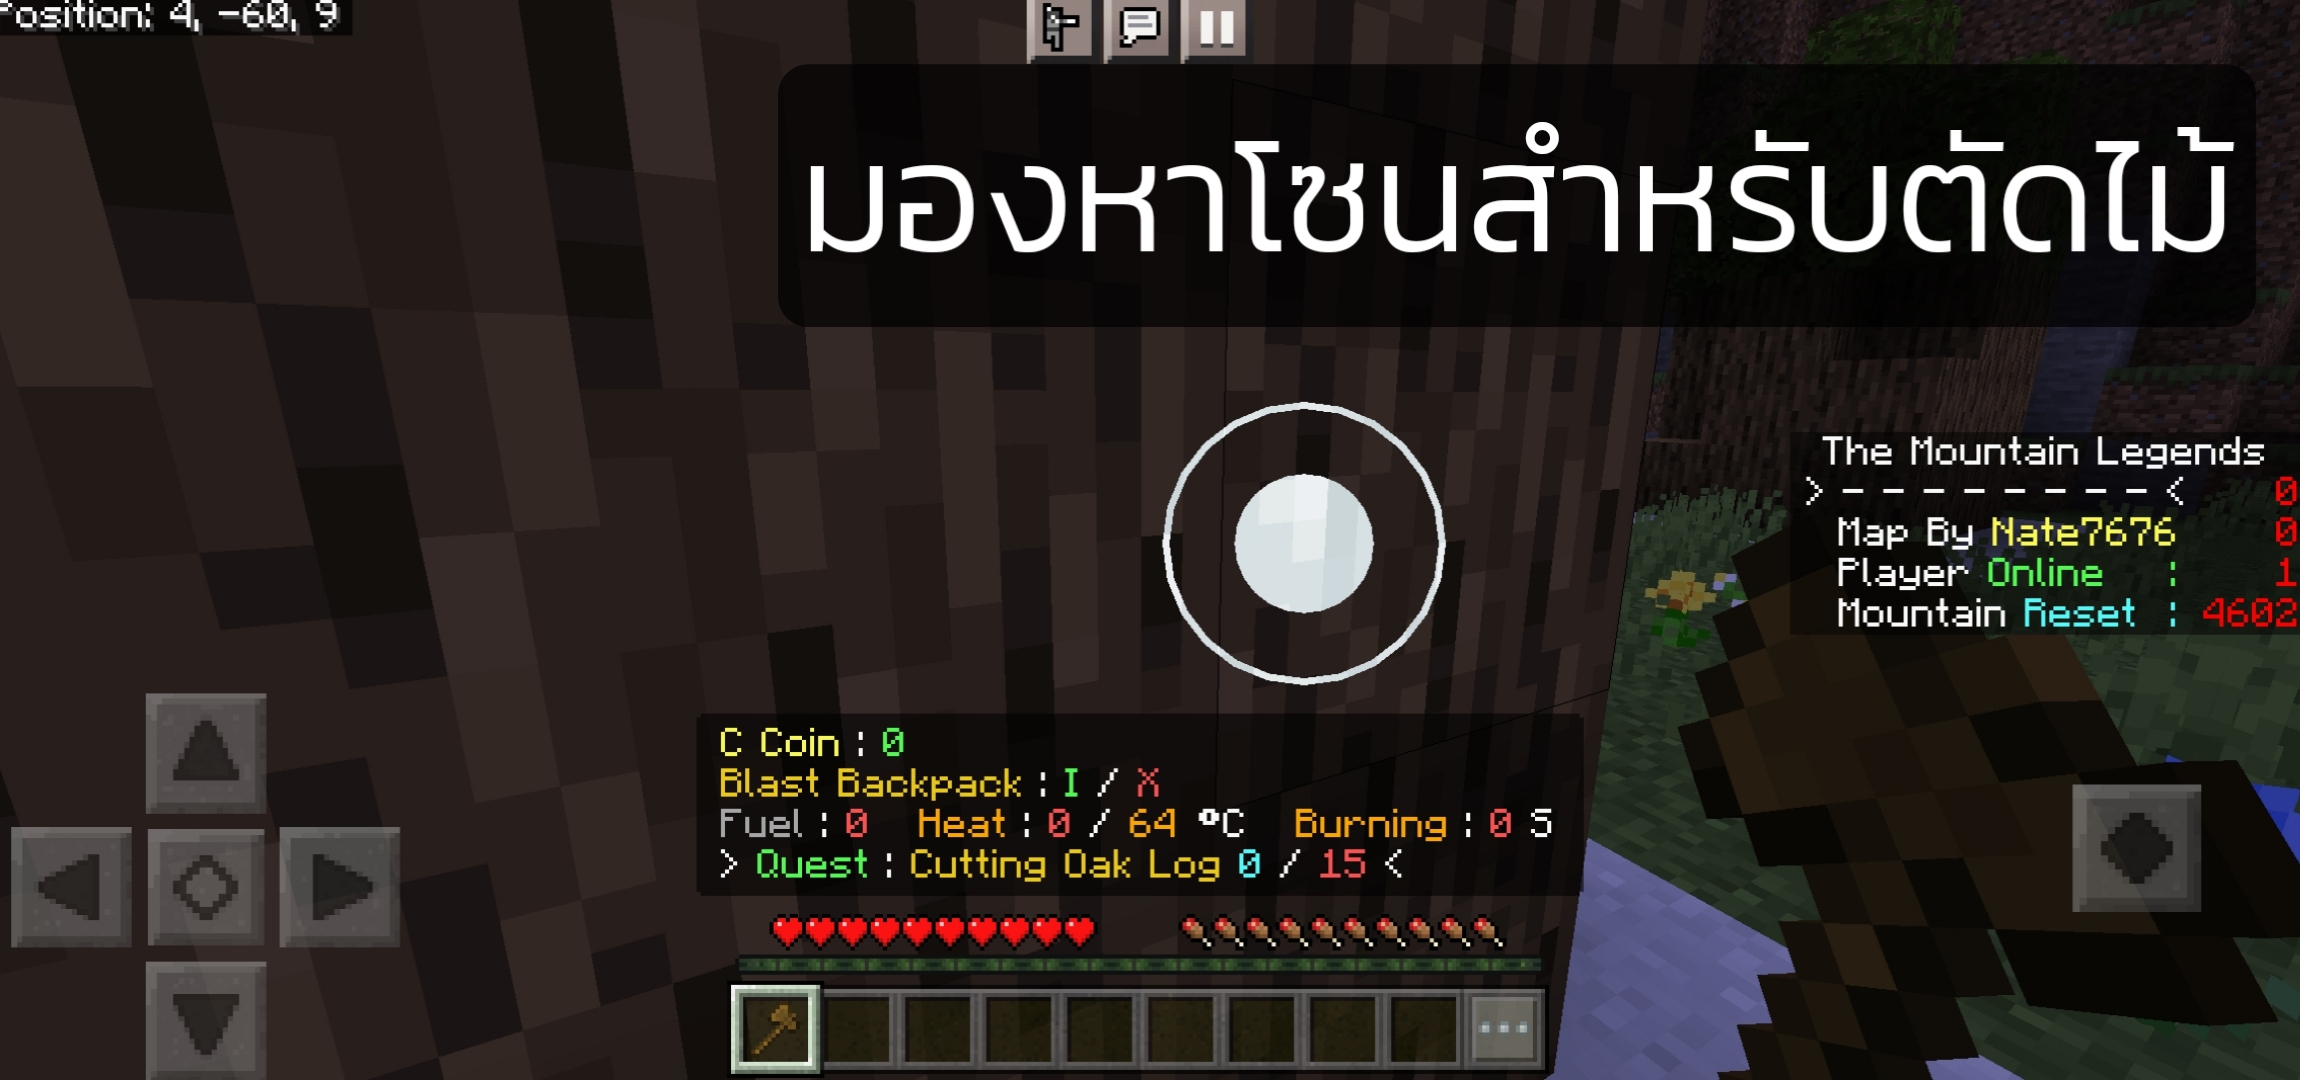 Position: 4, -60, 9
มองหาโซนสำหรับตัดไม้
The Mountain Legends
>---------< 0
Map By Nate7676 0
Player Online : 1
Mountain Reset : 4602
C Coin : 0
Blast Backpack : I / X
Fuel : 0 Heat : 0 / 64 ºC Burning : 0 S
> Quest : Cutting Oak Log 0 / 15 <